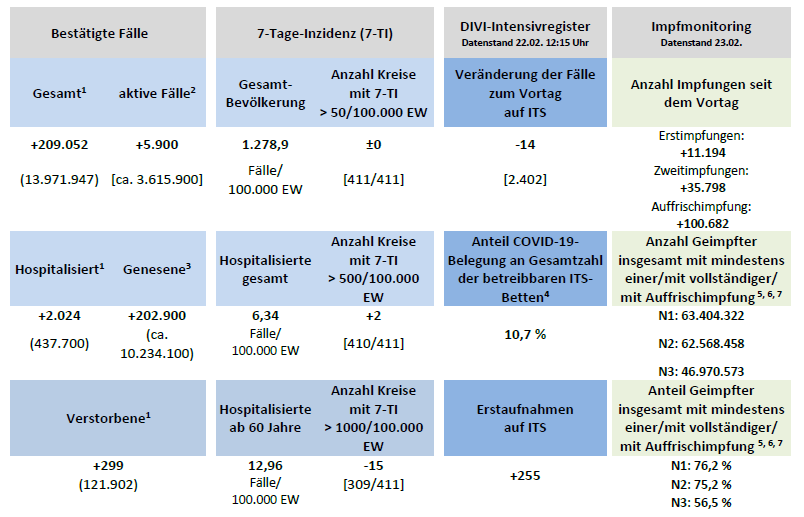 Bestätigte Fälle
7-Tage-Inzidenz (7-TI)
DIVI-Intensivregister
Datenstand 22.02. 12:15 Uhr
Impfmonitoring
Datenstand 23.02.
Gesamt¹
aktive Fälle²
Gesamt-
Bevölkerung
Anzahl Kreise
mit 7-TI
> 50/100.000 EW
Veränderung der Fälle
zum Vortag
auf ITS
Anzahl Impfungen seit
dem Vortag
+209.052
(13.971.947)
+5.900
[ca. 3.615.900]
1.278,9
Fälle/
100.000 EW
±0
[411/411]
-14
[2.402]
Erstimpfungen:
+11.194
Zweitimpfungen:
+35.798
Auffrischimpfung:
+100.682
Hospitalisiert¹
Genesene³
Hospitalisierte
gesamt
Anzahl Kreise
mit 7-TI
> 500/100.000
EW
Anteil COVID-19-
Belegung an Gesamtzahl
der betreibbaren ITS-
Betten⁴
Anzahl Geimpfter
insgesamt mit mindestens
einer/mit vollständiger/
mit Auffrischimpfung ⁵, ⁶, ⁷
+2.024
(437.700)
+202.900
(ca.
10.234.100)
6,34
Fälle/
100.000 EW
+2
[410/411]
10,7 %
N1: 63.404.322
N2: 62.568.458
N3: 46.970.573
Verstorbene¹
Hospitalisierte
ab 60 Jahre
Anzahl Kreise
mit 7-TI
> 1000/100.000
EW
Erstaufnahmen
auf ITS
Anteil Geimpfter
insgesamt mit mindestens
einer/mit vollständiger/
mit Auffrischimpfung ⁵, ⁶, ⁷
+299
(121.902)
12,96
Fälle/
100.000 EW
-15
[309/411]
+255
N1: 76,2 %
N2: 75,2 %
N3: 56,5 %